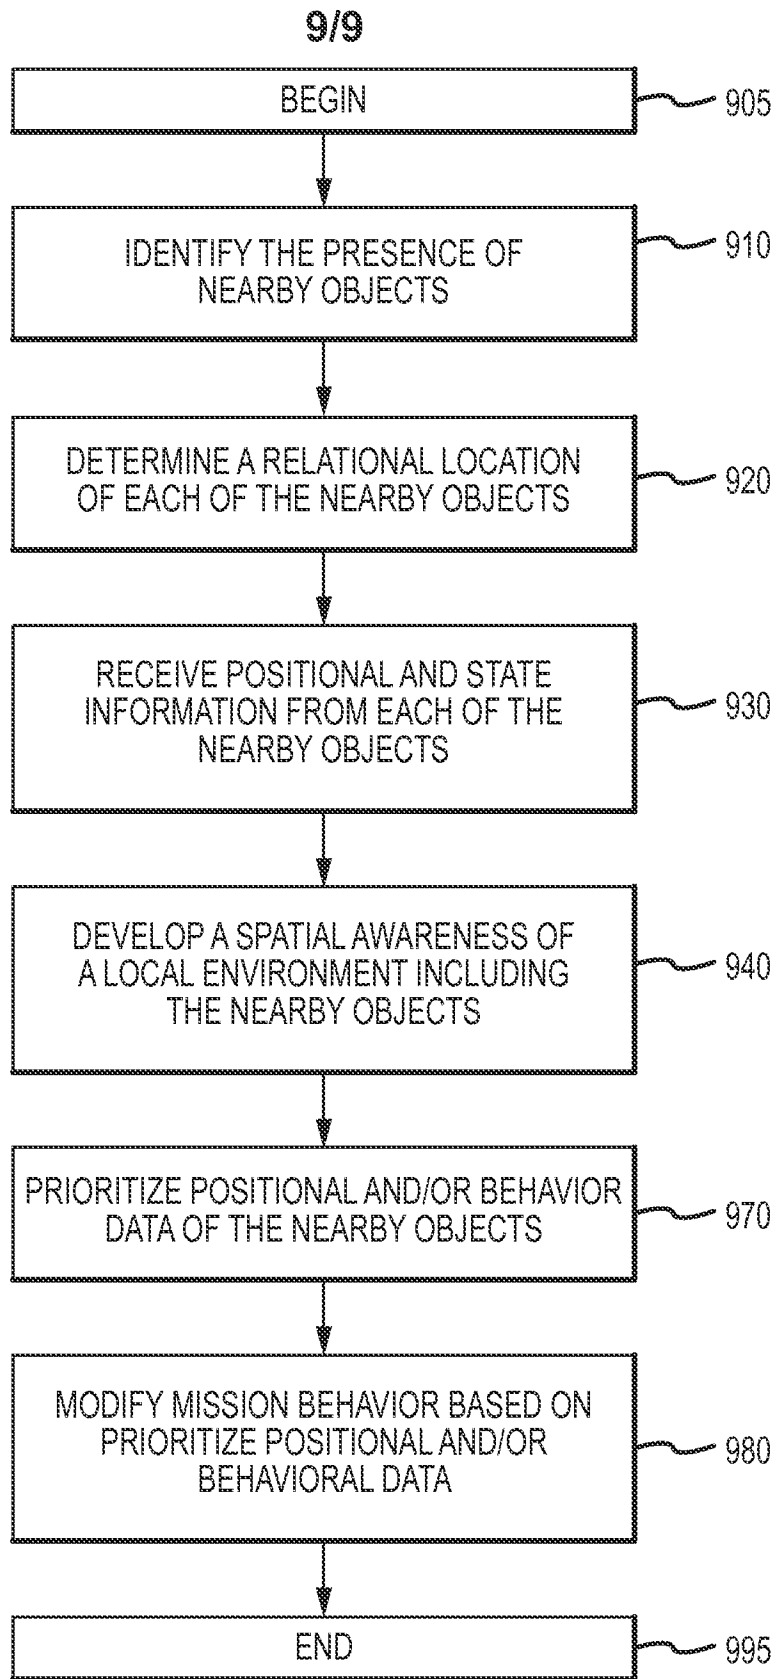 9/9
BEGIN
905
IDENTIFY THE PRESENCE OF
NEARBY OBJECTS
910
DETERMINE A RELATIONAL LOCATION
OF EACH OF THE NEARBY OBJECTS
920
RECEIVE POSITIONAL AND STATE
INFORMATION FROM EACH OF THE
NEARBY OBJECTS
930
DEVELOP A SPATIAL AWARENESS OF
A LOCAL ENVIRONMENT INCLUDING
THE NEARBY OBJECTS
940
PRIORITIZE POSITIONAL AND/OR BEHAVIOR
DATA OF THE NEARBY OBJECTS
970
MODIFY MISSION BEHAVIOR BASED ON
PRIORITIZE POSITIONAL AND/OR
BEHAVIORAL DATA
980
END
995